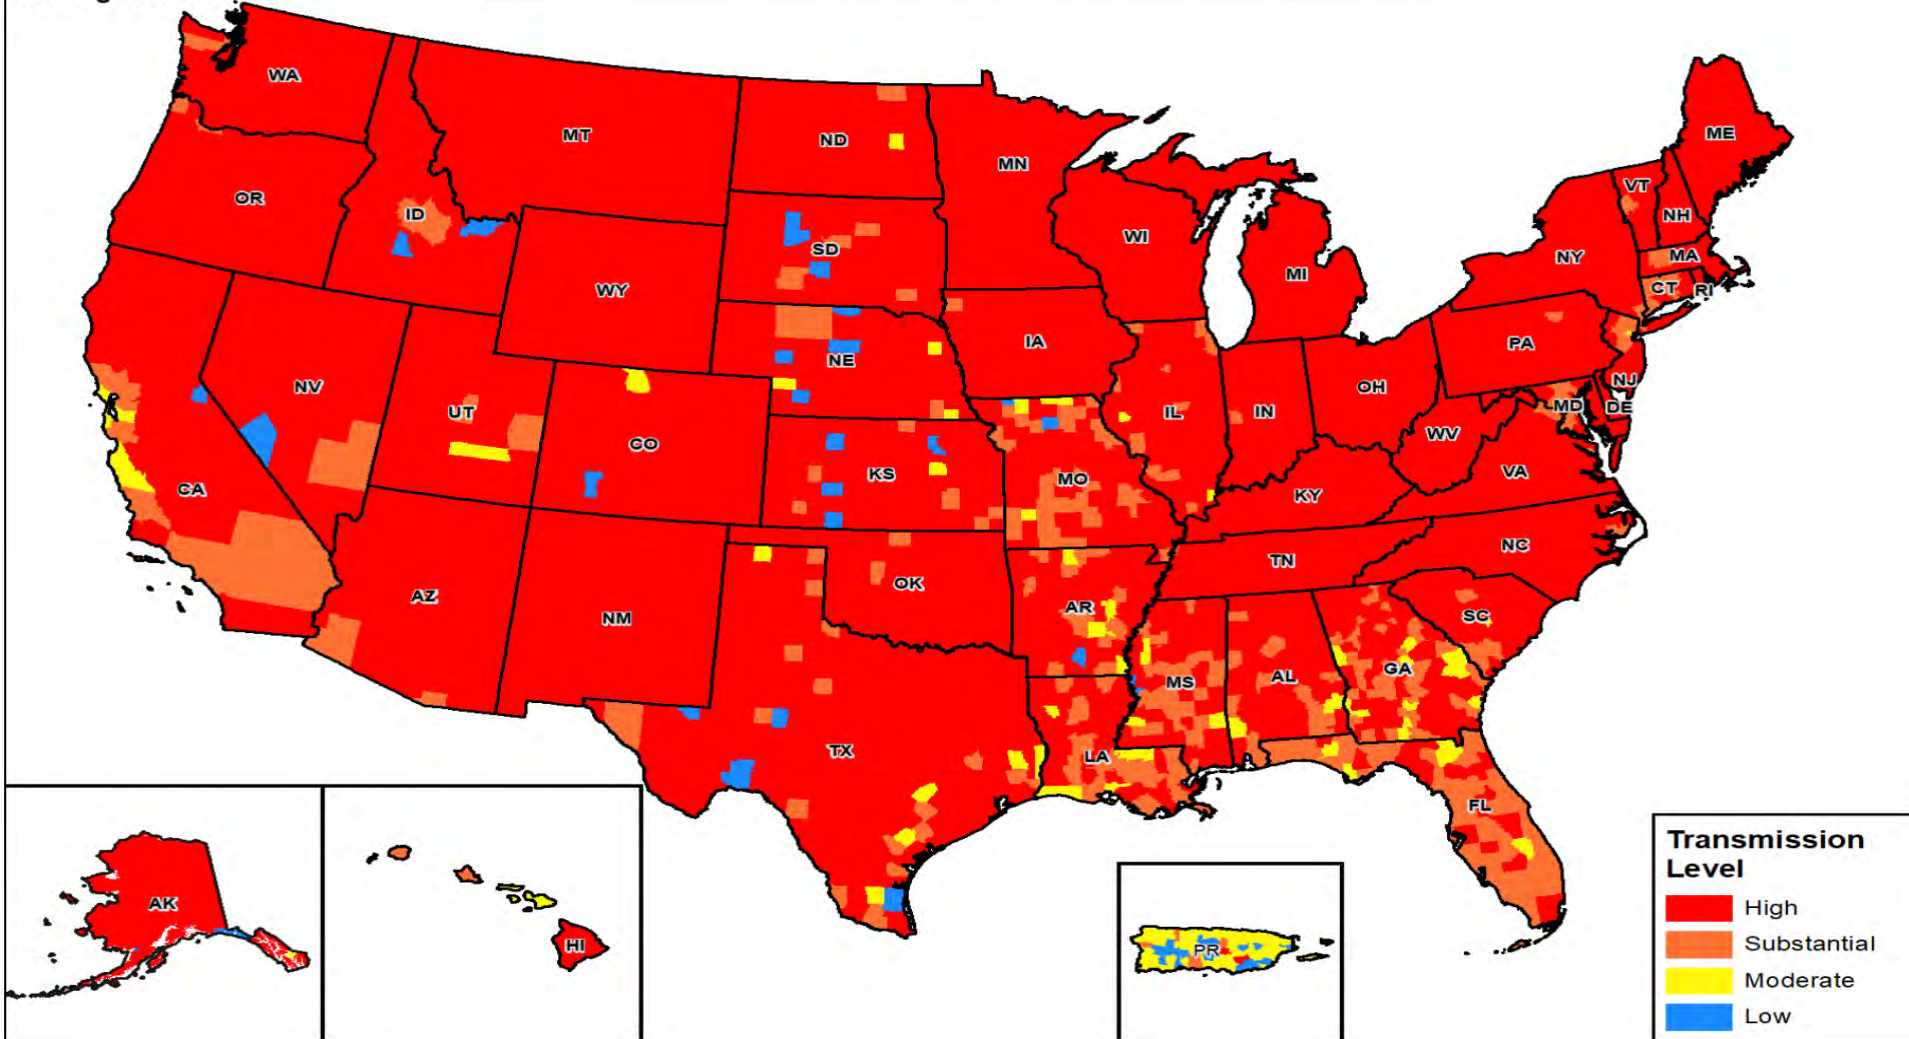 WA
MT
ND
MN
ME
OR
ID
SD
WI
MI
VT
NH
NY
MA
CT
RI
WY
IA
PA
NE
NV
UT
CO
IL
IN
OH
NJ
MD
DE
WV
CA
KS
MO
KY
VA
AZ
NM
OK
AR
TN
NC
SC
TX
LA
MS
AL
GA
FL
AK
HI
PR
Transmission
Level
High
Substantial
Moderate
Low